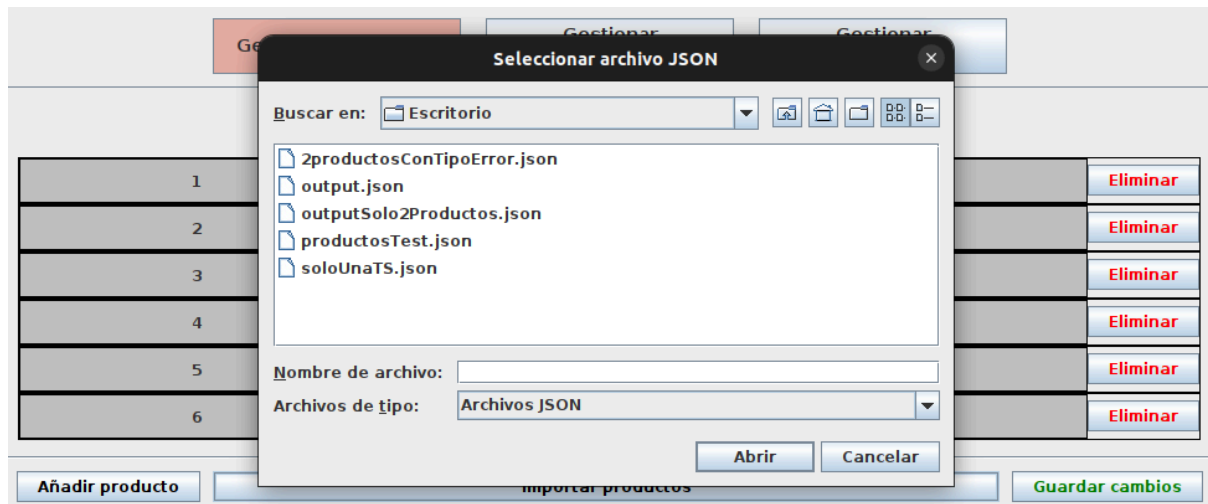 Gestionar
Gestionar
Seleccionar archivo JSON
Buscar en: Escritorio
2productosConTipoError.json
output.json
outputSolo2Productos.json
productosTest.json
soloUnaTS.json
Nombre de archivo:
Archivos de tipo: Archivos JSON
Abrir Cancelar
1 Eliminar
2 Eliminar
3 Eliminar
4 Eliminar
5 Eliminar
6 Eliminar
Añadir producto Importar productos Guardar cambios